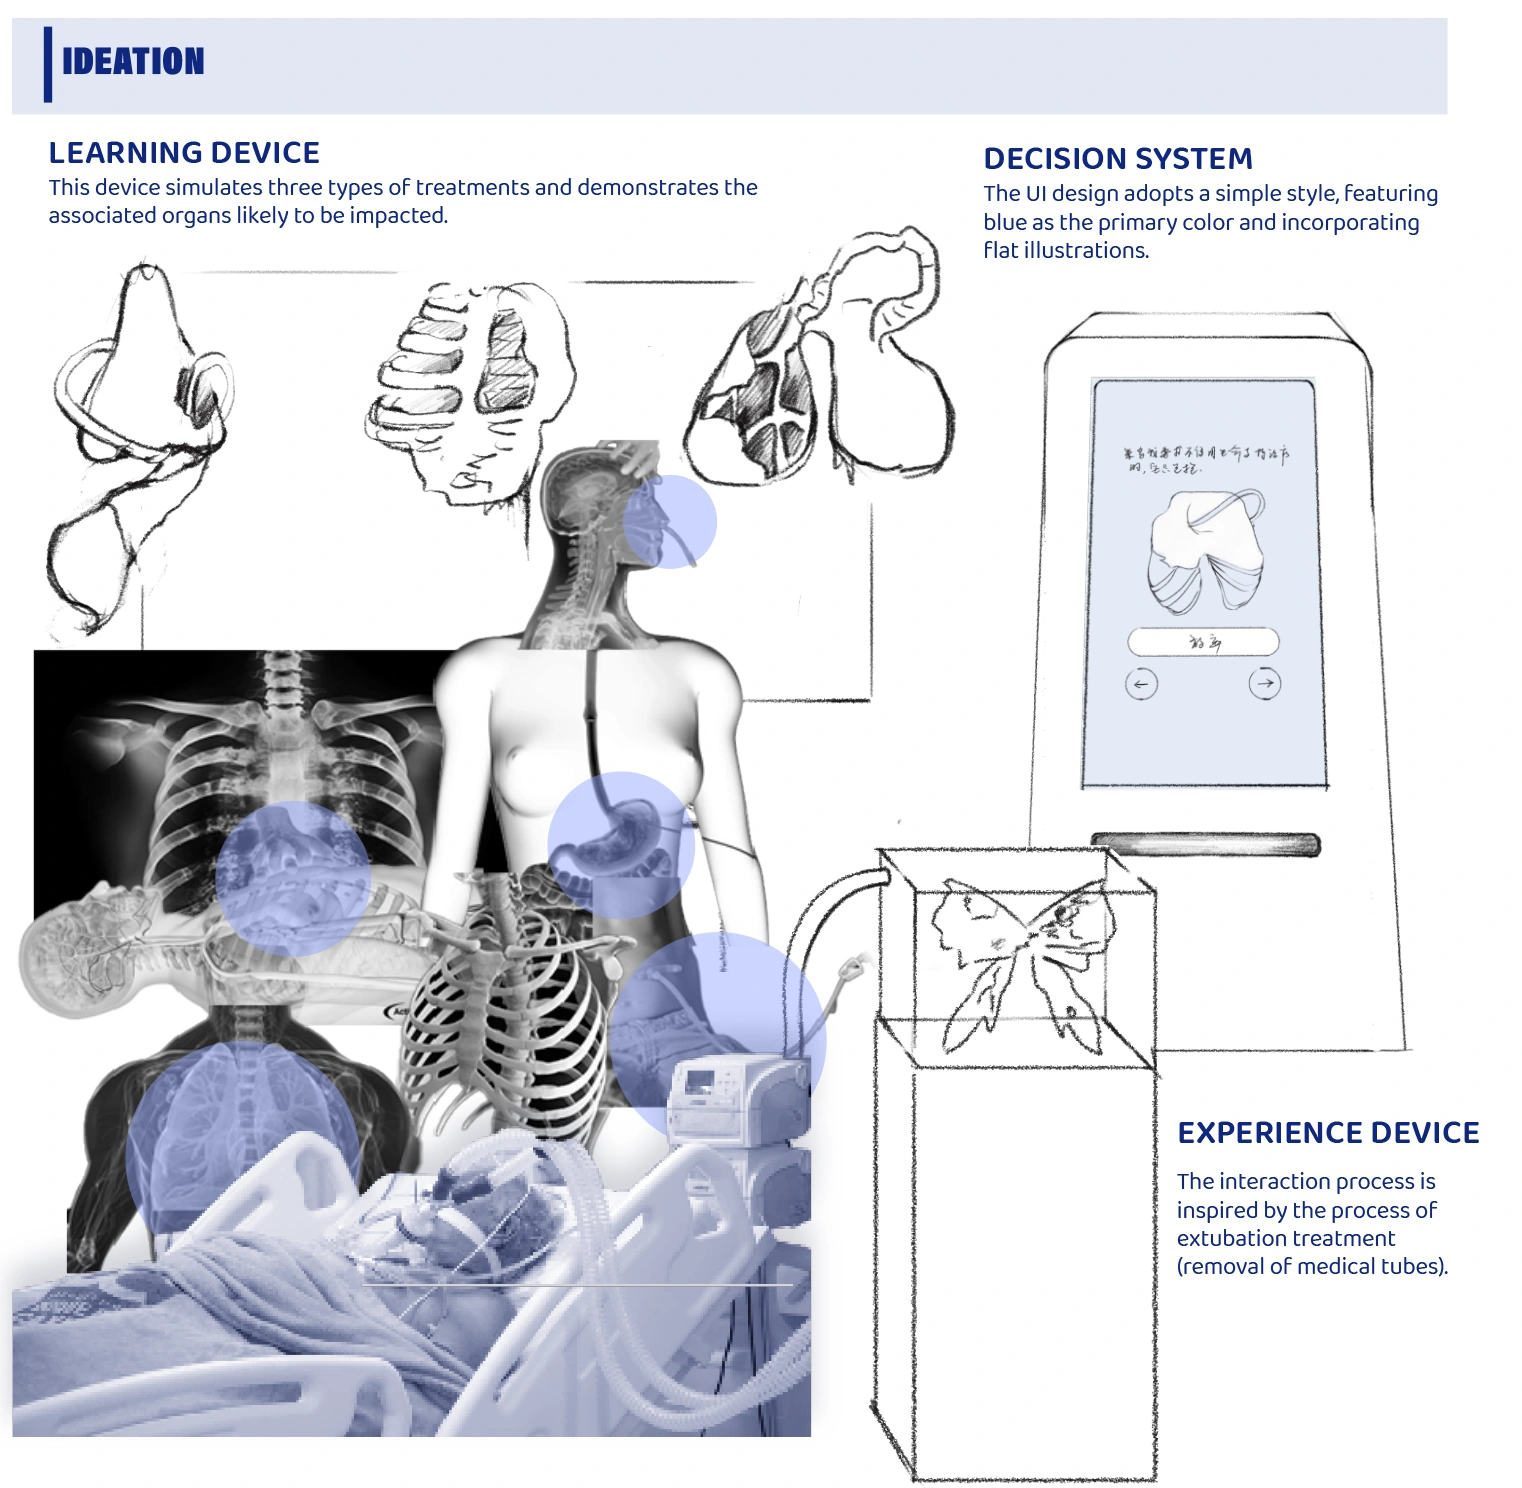 IDEATION
LEARNING DEVICE
This device simulates three types of treatments and demonstrates the
associated organs likely to be impacted.
DECISION SYSTEM
The UI design adopts a simple style, featuring
blue as the primary color and incorporating
flat illustrations.
EXPERIENCE DEVICE
The interaction process is
inspired by the process of
extubation treatment
(removal of medical tubes).